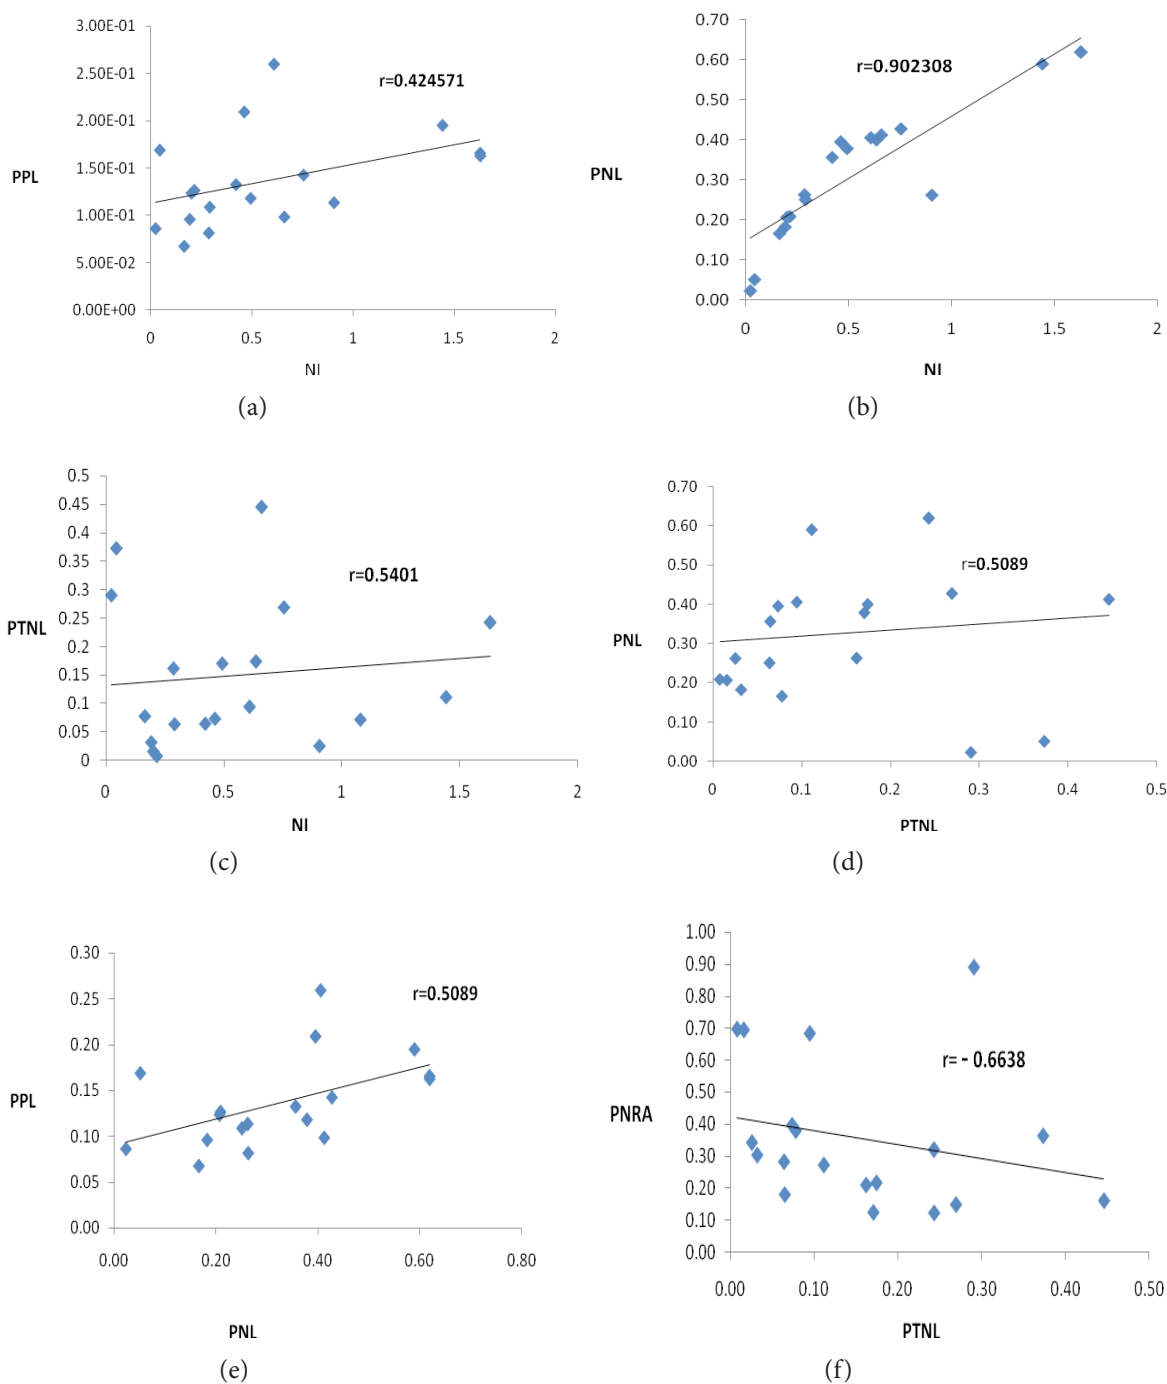 3.00E-01
2.50E-01
2.00E-01
1.50E-01
1.00E-01
5.00E-02
0.00E+00
PPL
r=0.424571
0 0.5 1 1.5 2
NI
(a)
0.70
0.60
0.50
0.40
0.30
0.20
0.10
0.00
PNL
r=0.902308
0 0.5 1 1.5 2
NI
(b)
0.5
0.45
0.4
0.35
0.3
0.25
0.2
0.15
0.1
0.05
0
PTNL
r=0.5401
0 0.5 1 1.5 2
NI
(c)
0.70
0.60
0.50
0.40
0.30
0.20
0.10
0.00
PNL
r=0.5089
0 0.1 0.2 0.3 0.4 0.5
PTNL
(d)
0.30
0.25
0.20
0.15
0.10
0.05
0.00
PPL
r=0.5089
0.00 0.20 0.40 0.60 0.80
PNL
(e)
1.00
0.90
0.80
0.70
0.60
0.50
0.40
0.30
0.20
0.10
0.00
PNRA
r= - 0.6638
0.00 0.10 0.20 0.30 0.40 0.50
PTNL
(f)